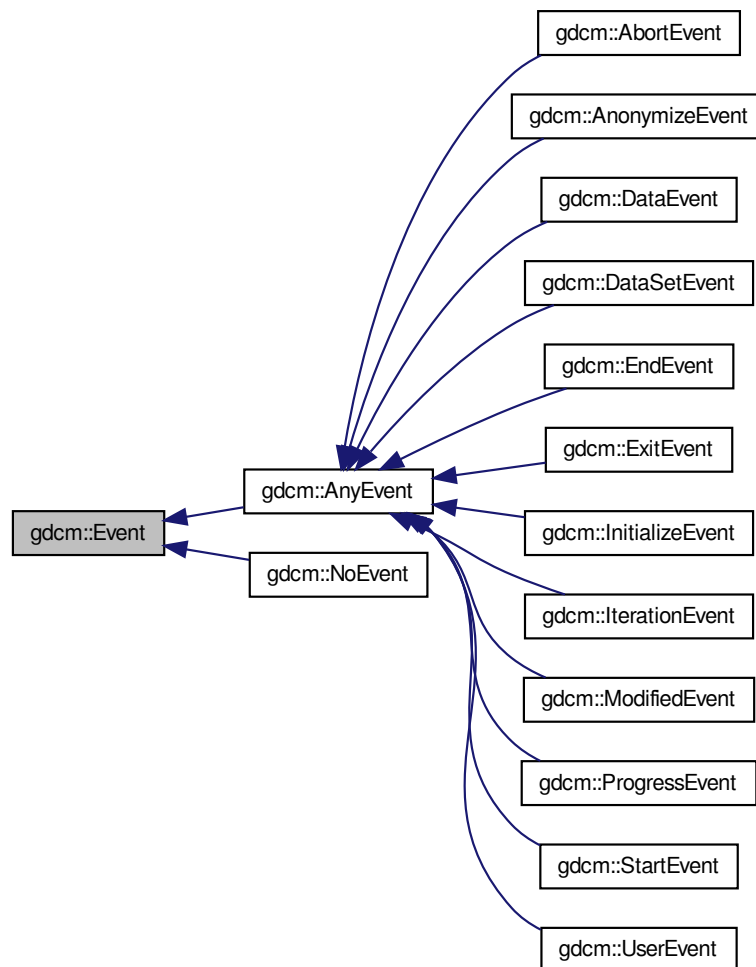 gdcm::AbortEvent
gdcm::AnonymizeEvent
gdcm::DataEvent
gdcm::DataSetEvent
gdcm::EndEvent
gdcm::ExitEvent
gdcm::AnyEvent
gdcm::Event
gdcm::InitializeEvent
gdcm::NoEvent
gdcm::IterationEvent
gdcm::ModifiedEvent
gdcm::ProgressEvent
gdcm::StartEvent
gdcm::UserEvent